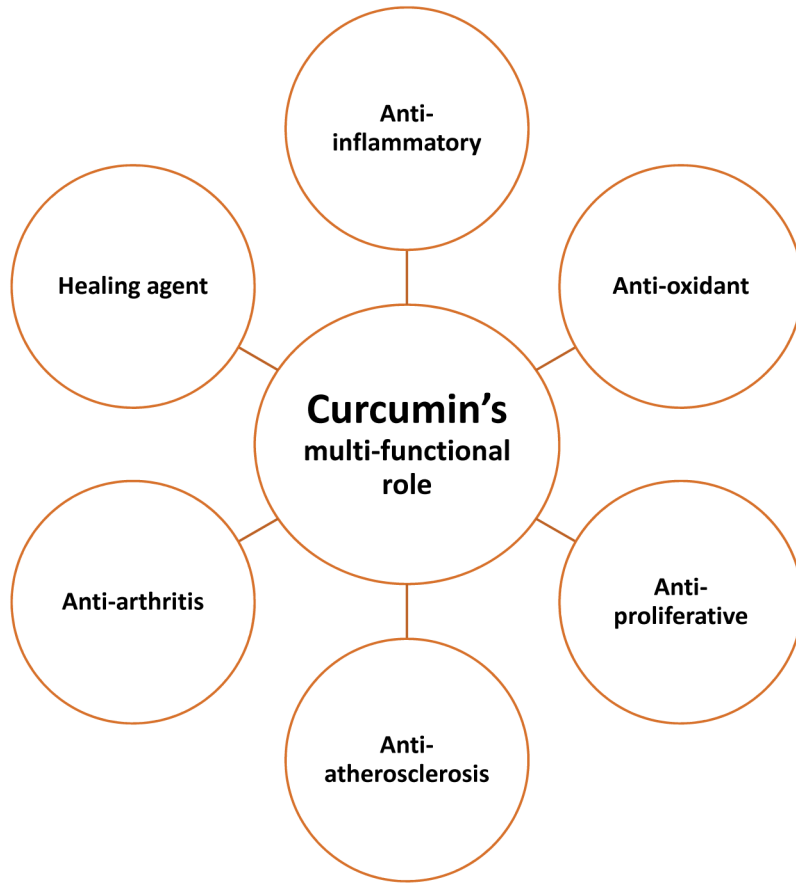 Anti-
inflammatory
Healing agent
Anti-oxidant
Curcumin’s
multi-functional
role
Anti-arthritis
Anti-
proliferative
Anti-
atherosclerosis